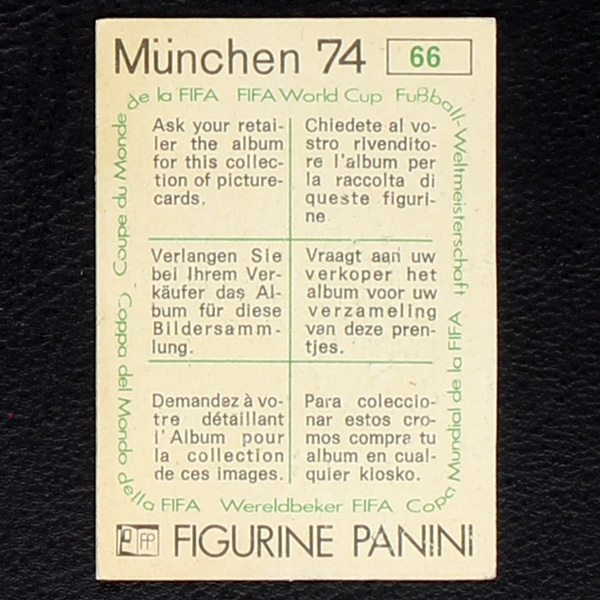 München 74 66
de la FIFA FIFA World Cup Fußball-Weltmeisterschaft
Ask your retai-
ler the album
for this collec-
tion of picture-
cards.
Chiedete al vo-
stro rivendito-
re l'album per
la raccolta di
queste figuri-
ne
Verlangen Sie
bei Ihrem Ver-
käufer das Al-
bum für diese
Bildersamm-
lung.
Vraagt aan uw
verkoper het
album voor uw
verzameling
van deze pren-
tjes.
Demandez à vo-
tre détaillant
l'Album pour
la collection
de ces images.
Para coleccio-
nar estos cro-
mos compra tu
album en cual-
quier kiosko.
Coupe du Monde
Coppa del Mondo
della FIFA Wereldbeker FIFA Copa Mundial de la FIFA
FP FIGURINE PANINI